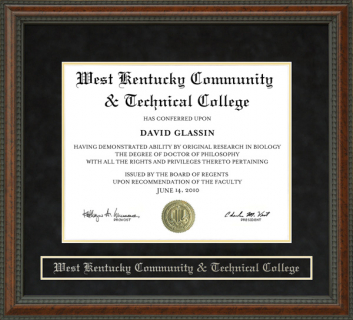 West Kentucky Community
& Technical College
HAS CONFERRED UPON
DAVID GLASSIN
HAVING DEMONSTRATED ABILITY BY ORIGINAL RESEARCH IN BIOLOGY
THE DEGREE OF DOCTOR OF PHILOSOPHY
WITH ALL THE RIGHTS AND PRIVILEGES THERETO PERTAINING
ISSUED BY THE BOARD OF REGENTS
UPON RECOMMENDATION OF THE FACULTY
JUNE 14, 2010
PROVOST
PRESIDENT
West Kentucky Community & Technical College